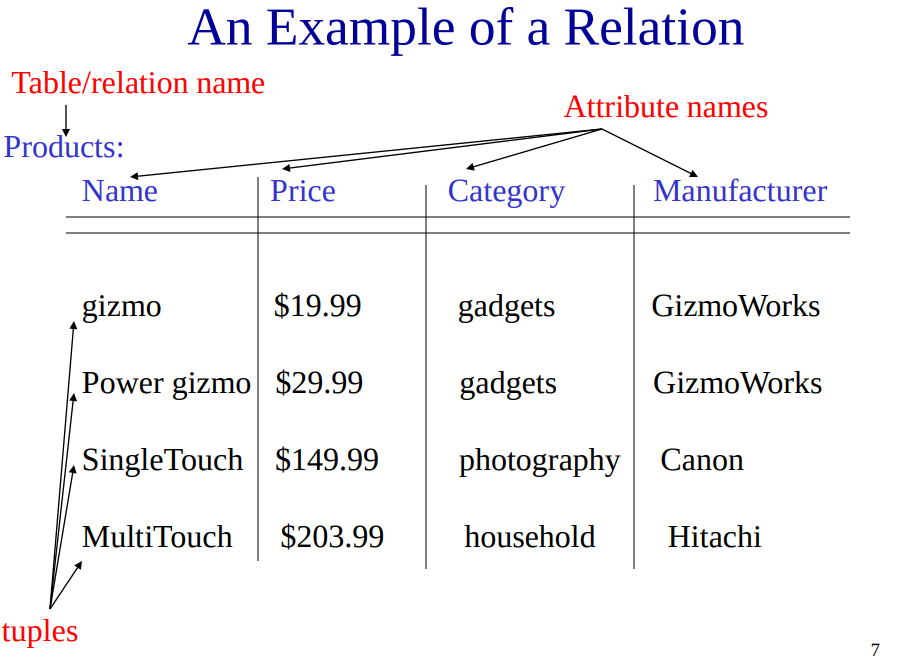 An Example of a Relation
Table/relation name
Attribute names
Products:
Name Price Category Manufacturer
gizmo $19.99 gadgets GizmoWorks
Power gizmo $29.99 gadgets GizmoWorks
SingleTouch $149.99 photography Canon
MultiTouch $203.99 household Hitachi
tuples
7